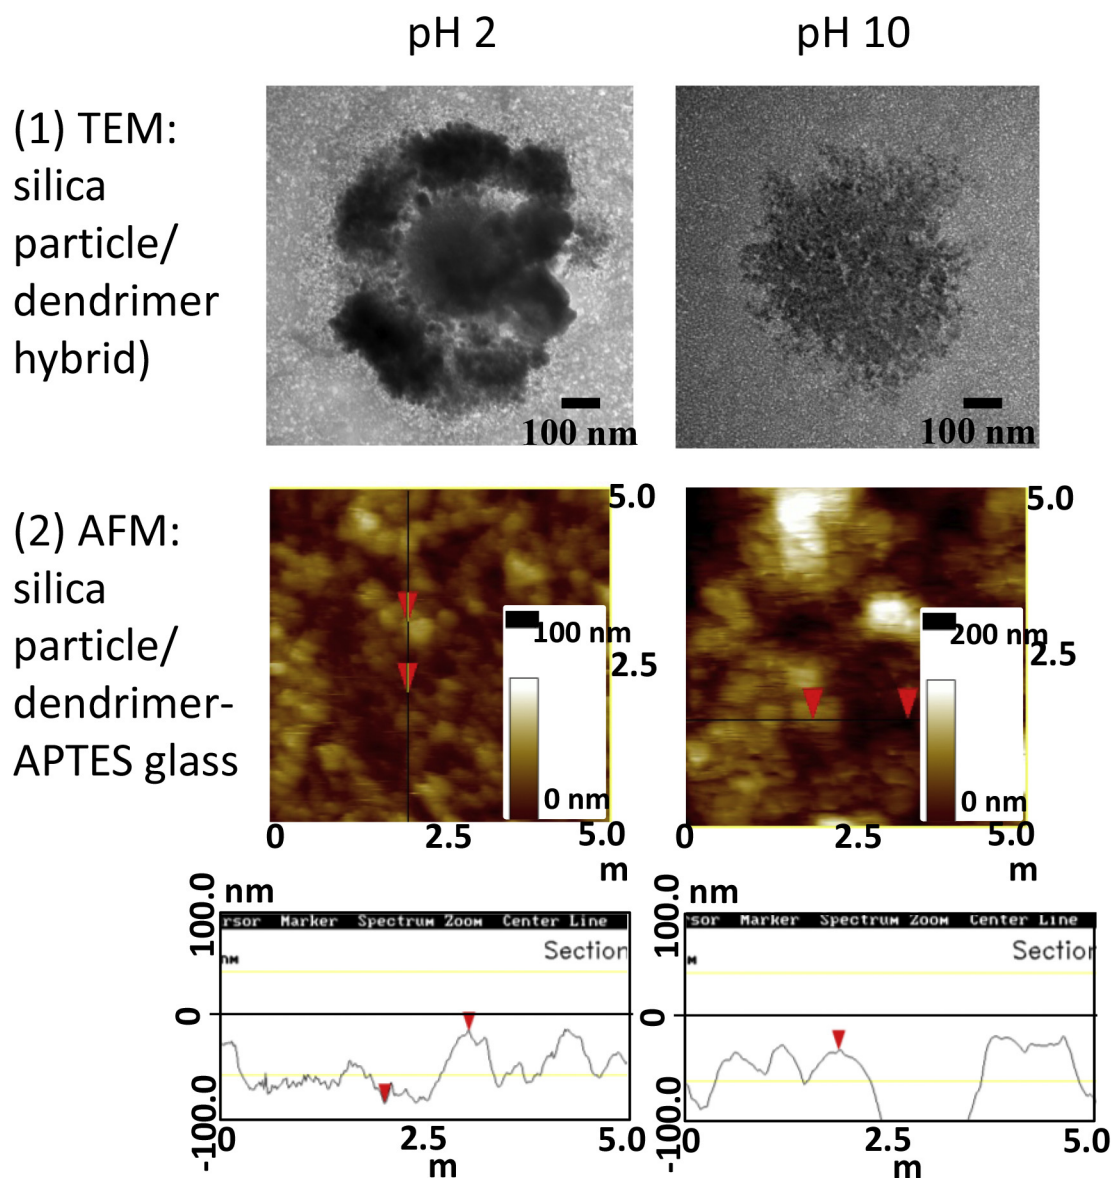 pH 2
pH 10
(1) TEM:
silica
particle/
dendrimer
hybrid)
100 nm
100 nm
(2) AFM:
silica
particle/
dendrimer-
APTES glass
5.0
100 nm
2.5
0 nm
0
2.5
5.0
m
5.0
200 nm
2.5
0 nm
0
2.5
5.0
m
100.0
nm
rsor Marker Spectrum Zoom Center Line
Section
nM
0
-100.0
0
2.5
5.0
m
100.0
nm
sor Marker Spectrum Zoom Center Line
Section
M
0
-100.0
0
2.5
5.0
m